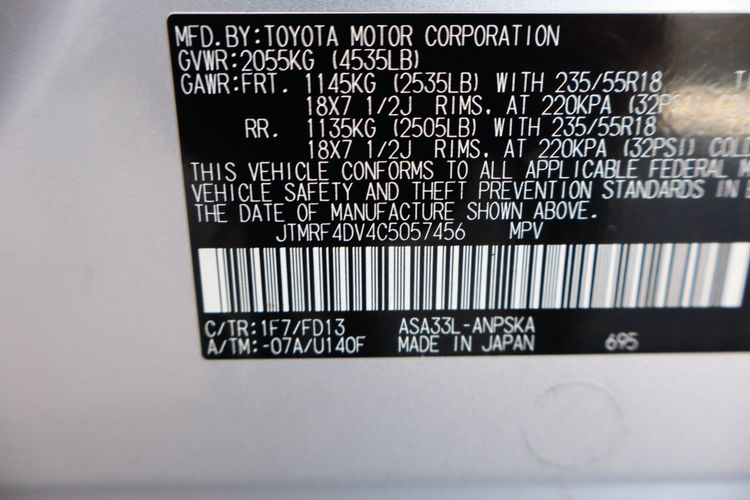 MFD.BY:TOYOTA MOTOR CORPORATION
GVWR:2055KG (4535LB)
GAWR:FRT. 1145KG (2535LB) WITH 235/55R18 T
18X7 1/2J RIMS, AT 220KPA (32PSI) COLD
RR. 1135KG (2505LB) WITH 235/55R18
18X7 1/2J RIMS, AT 220KPA (32PSI) COLD
THIS VEHICLE CONFORMS TO ALL APPLICABLE FEDERAL M
VEHICLE SAFETY AND THEFT PREVENTION STANDARDS IN
THE DATE OF MANUFACTURE SHOWN ABOVE.
JTMRF4DV4C5057456 MPV
C/TR:1F7/FD13 ASA33L-ANPSKA
A/TM:-07A/U140F MADE IN JAPAN 695